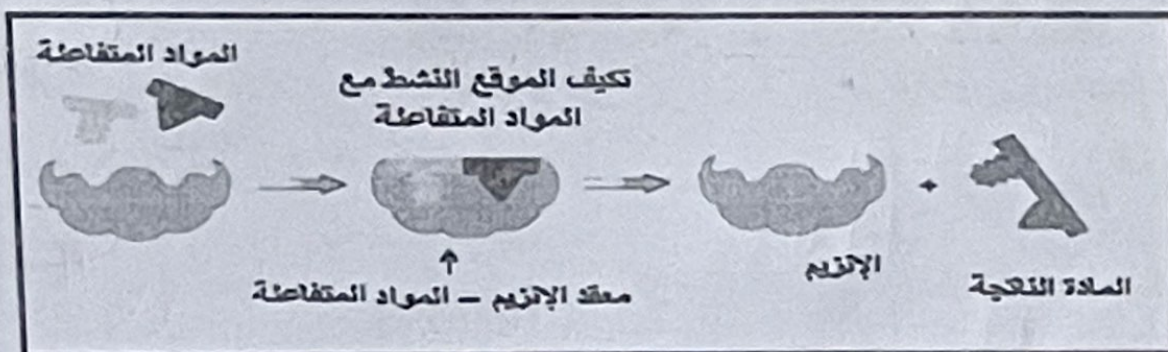 المواد المتفاعلة
تكيف الموقع النشط مع
المواد المتفاعلة
+
معقد الإنزيم – المواد المتفاعلة
الإنزيم
المادة الناتجة